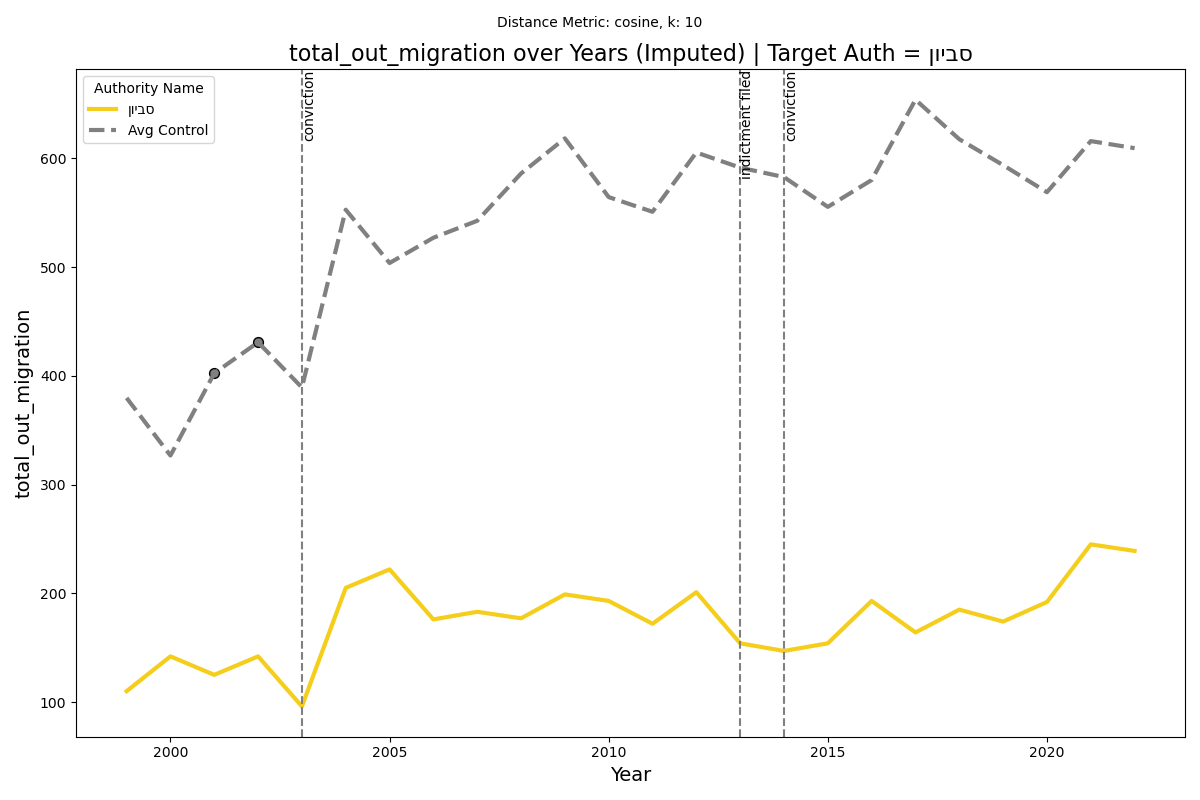 Distance Metric: cosine, k: 10
total_out_migration over Years (Imputed) | Target Auth = סביון
Authority Name
סביון
Avg Control
conviction
indictment filed
conviction
total_out_migration
600
500
400
300
200
100
2000
2005
2010
2015
2020
Year